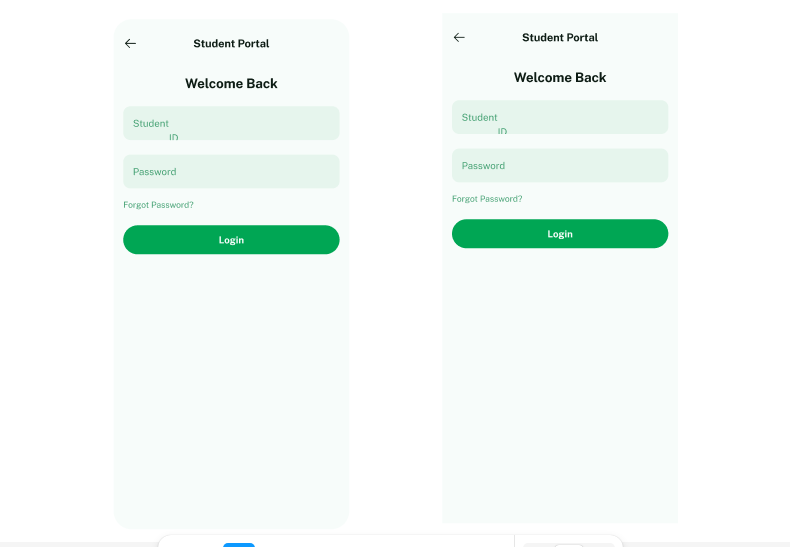 Student Portal
Welcome Back
Student
ID
Password
Forgot Password?
Login
Student Portal
Welcome Back
Student
ID
Password
Forgot Password?
Login